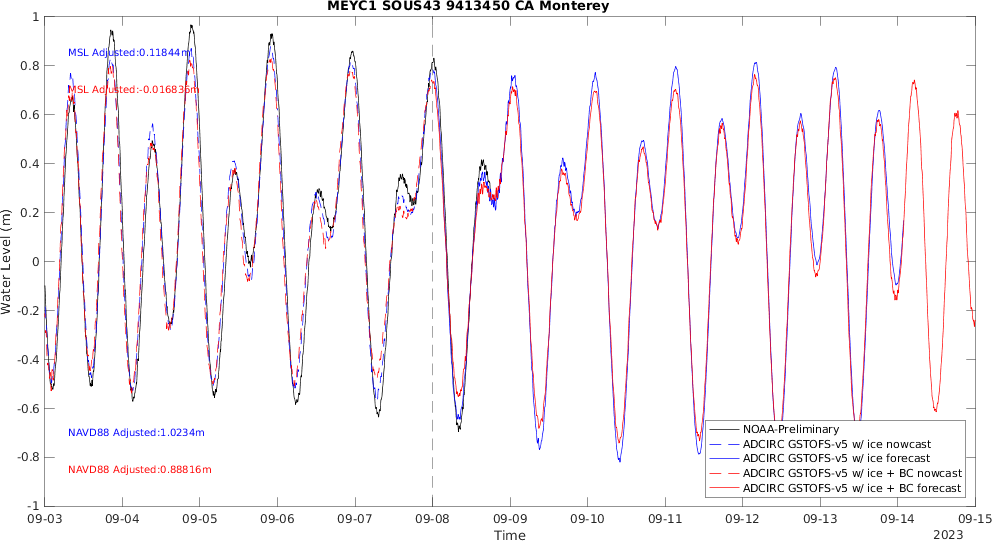 MEYC1 SOUS43 9413450 CA Monterey
1
0.8
0.6
0.4
0.2
0
-0.2
-0.4
-0.6
-0.8
-1
Water Level (m)
MSL Adjusted:0.11844m
MSL Adjusted:-0.016836m
NAVD88 Adjusted:1.0234m
NAVD88 Adjusted:0.88816m
NOAA-Preliminary
ADCIRC GSTOFS-v5 w/ ice nowcast
ADCIRC GSTOFS-v5 w/ ice forecast
ADCIRC GSTOFS-v5 w/ ice + BC nowcast
ADCIRC GSTOFS-v5 w/ ice + BC forecast
09-03 09-04 09-05 09-06 09-07 09-08 09-09 09-10 09-11 09-12 09-13 09-14 09-15
Time
2023